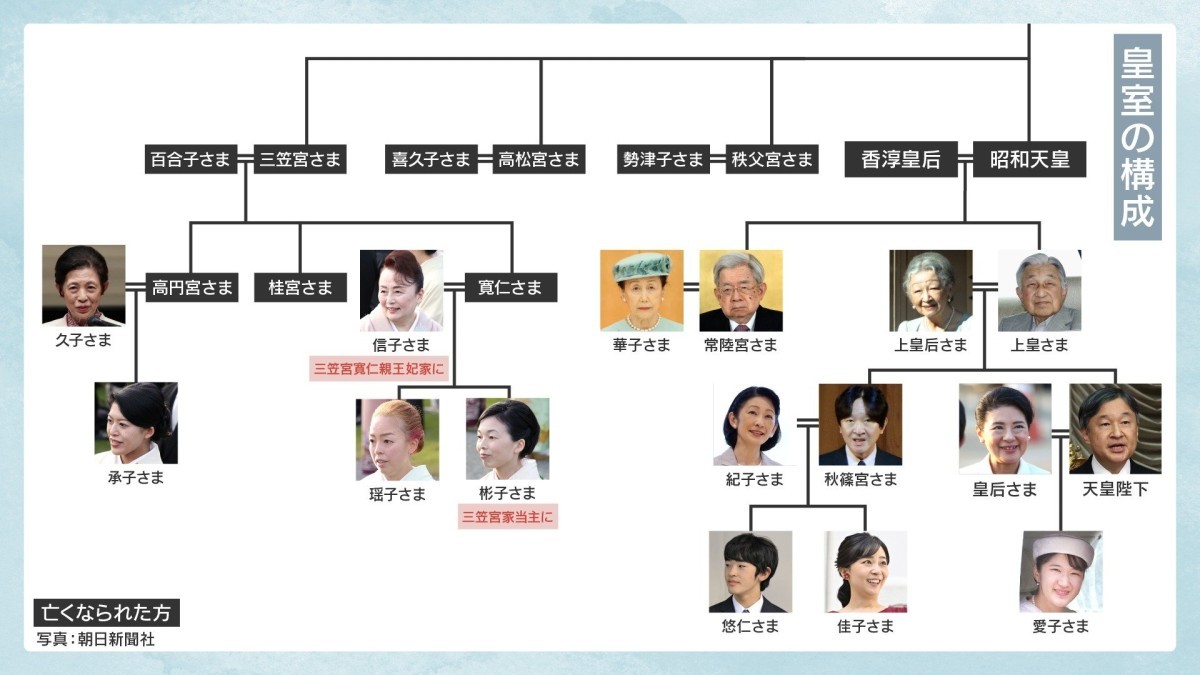 皇室の構成
百合子さま
三笠宮さま
喜久子さま
高松宮さま
勢津子さま
秩父宮さま
香淳皇后
昭和天皇
久子さま
高円宮さま
桂宮さま
信子さま
三笠宮寬仁親王妃家に
寬仁さま
華子さま
常陸宮さま
上皇后さま
上皇さま
承子さま
瑶子さま
彬子さま
三笠宮家当主に
紀子さま
秋篠宮さま
皇后さま
天皇陛下
悠仁さま
佳子さま
愛子さま
亡くなられた方
写真：朝日新聞社